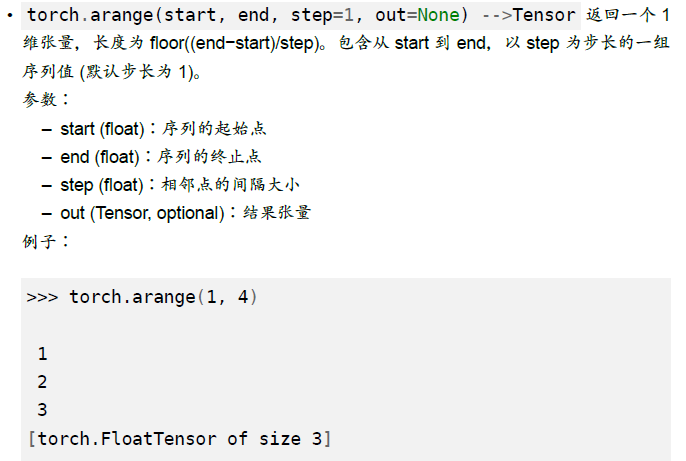 • torch.arange(start, end, step=1, out=None) -->Tensor 返回一个 1
维张量，长度为 floor((end−start)/step)。包含从 start 到 end，以 step 为步长的一组
序列值 (默认步长为 1)。
参数：
– start (float)：序列的起始点
– end (float)：序列的终止点
– step (float)：相邻点的间隔大小
– out (Tensor, optional)：结果张量
例子：
>>> torch.arange(1, 4)
1
2
3
[torch.FloatTensor of size 3]